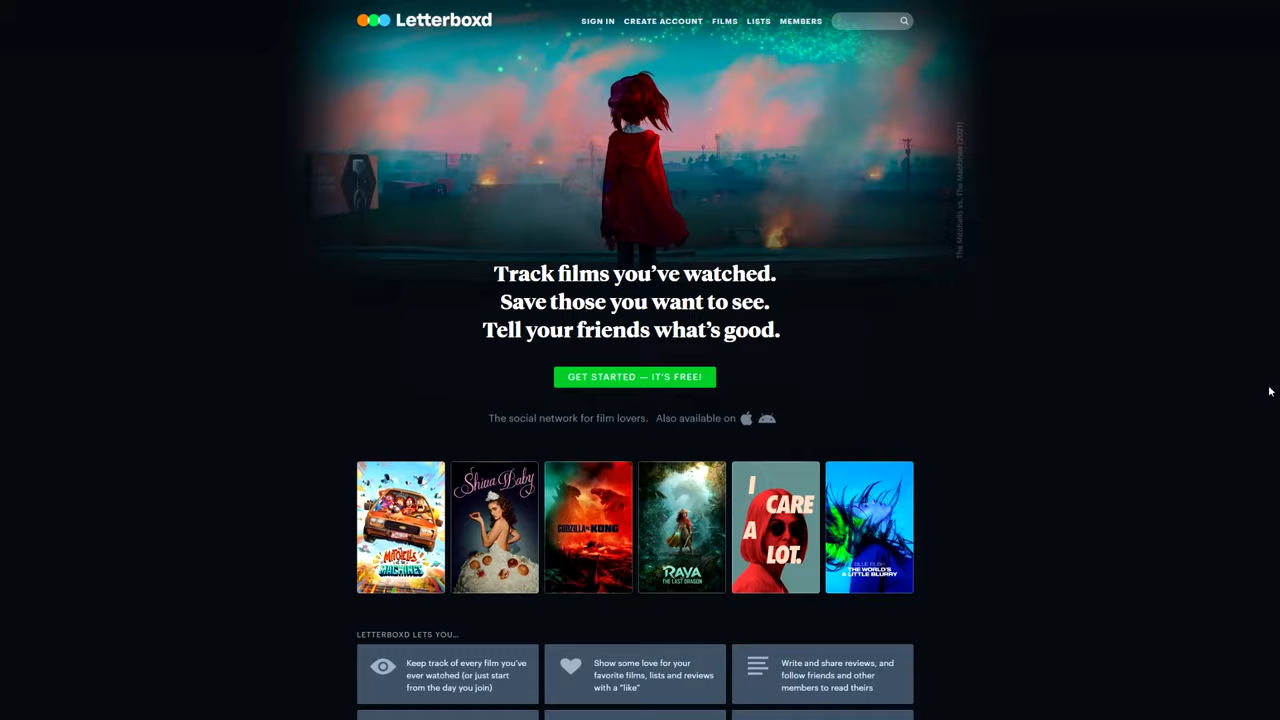 Letterboxd
SIGN IN CREATE ACCOUNT FILMS LISTS MEMBERS
The Mitchells vs. The Machines (2021)
Track films you've watched.
Save those you want to see.
Tell your friends what's good.
GET STARTED — IT'S FREE!
The social network for film lovers. Also available on
MITCHELLS
MACHINES
Shiva Baby
GODZILLA KONG
RAYA
THE LAST DRAGON
I
CARE
A
LOT.
BILLIE EILISH
THE WORLD'S
A LITTLE BLURRY
LETTERBOXD LETS YOU...
Keep track of every film you've
ever watched (or just start
from the day you join)
Show some love for your
favorite films, lists and reviews
with a "like"
Write and share reviews, and
follow friends and other
members to read theirs